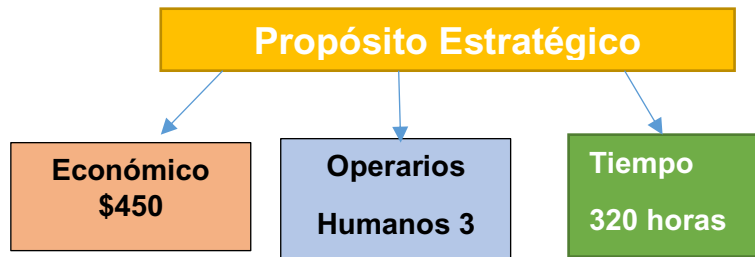 Propósito Estratégico
Económico
$450
Operarios
Humanos 3
Tiempo
320 horas